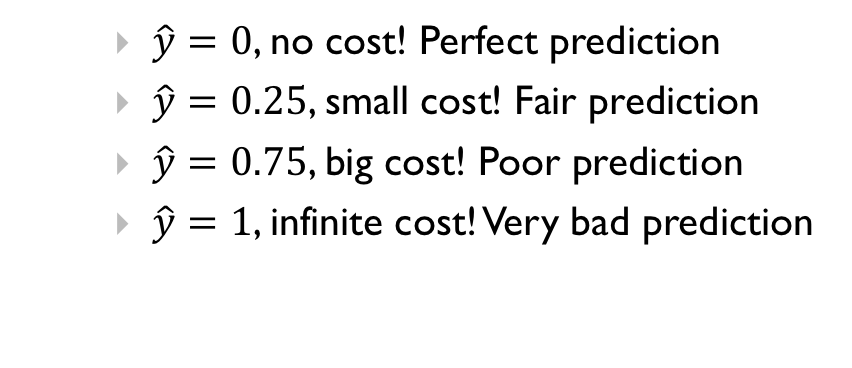 ŷ = 0, no cost! Perfect prediction
ŷ = 0.25, small cost! Fair prediction
ŷ = 0.75, big cost! Poor prediction
ŷ = 1, infinite cost! Very bad prediction